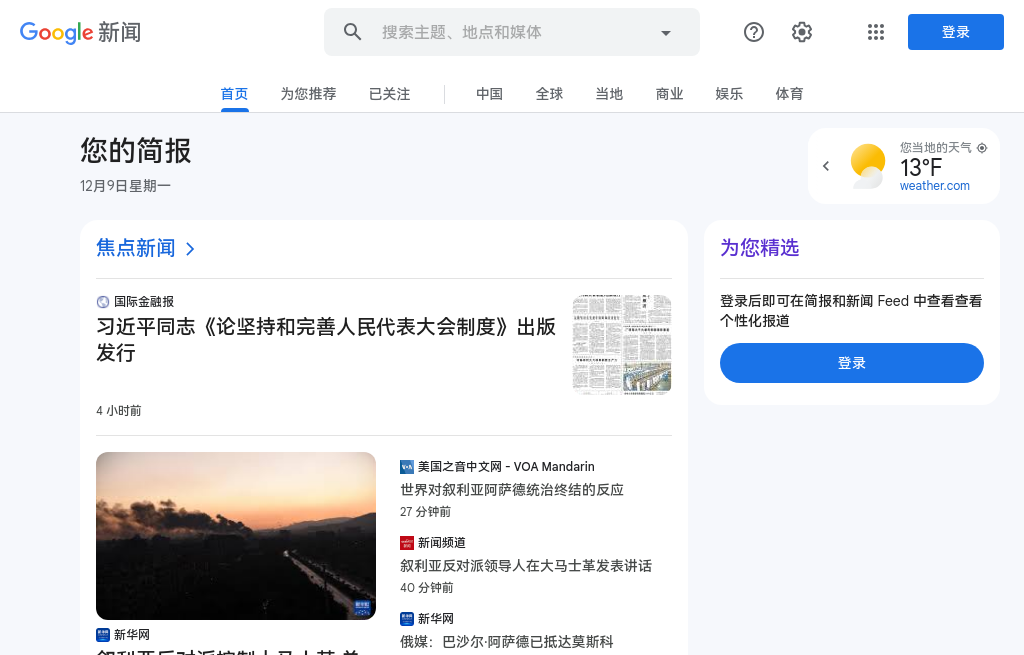 Google 新闻
搜索主题、地点和媒体
登录
首页
为您推荐
已关注
中国
全球
当地
商业
娱乐
体育
您的简报
12月9日星期一
您当地的天气
13°F
weather.com
焦点新闻
国际金融报
习近平同志《论坚持和完善人民代表大会制度》出版
发行
4 小时前
新华网
美国之音中文网 - VOA Mandarin
世界对叙利亚阿萨德统治终结的反应
27 分钟前
新闻频道
叙利亚反对派领导人在大马士革发表讲话
40 分钟前
新华网
俄媒：巴沙尔·阿萨德已抵达莫斯科
为您精选
登录后即可在简报和新闻 Feed 中查看查看
个性化报道
登录